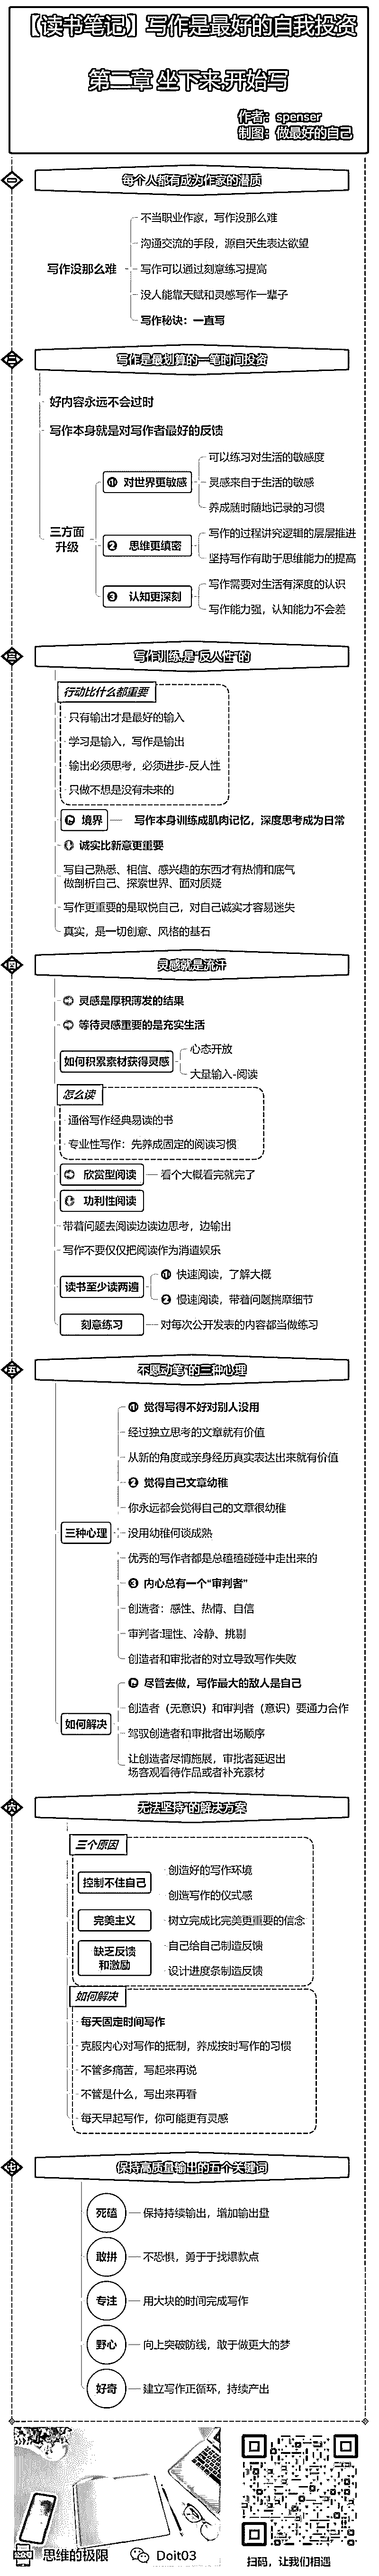 【读书笔记】写作是最好的自我投资
第二章 坐下来,开始写
作者：spenser
制图：做最好的自己
一
每个人都有成为作家的潜质
写作没那么难
不当职业作家，写作没那么难
沟通交流的手段，源自天生表达欲望
写作可以通过刻意练习提高
没人能靠天赋和灵感写作一辈子
写作秘诀：一直写
二
写作是最划算的一笔时间投资
好内容永远不会过时
写作本身就是对写作者最好的反馈
三方面
升级
1 对世界更敏感
可以练习对生活的敏感度
灵感来自于生活的敏感
养成随时随地记录的习惯
2 思维更缜密
写作的过程讲究逻辑的层层推进
坚持写作有助于思维能力的提高
3 认知更深刻
写作需要对生活有深度的认识
写作能力强，认知能力不会差
三
写作训练是“反人性”的
行动比什么都重要
只有输出才是最好的输入
学习是输入，写作是输出
输出必须思考，必须进步-反人性
只做不想是没有未来的
境界
写作本身训练成肌肉记忆，深度思考成为日常
诚实比新意更重要
写自己熟悉、相信、感兴趣的东西才有热情和底气
做剖析自己、探索世界、面对质疑
写作更重要的是取悦自己，对自己诚实才容易迷失
真实，是一切创意、风格的基石
四
灵感就是流汗
灵感是厚积薄发的结果
等待灵感重要的是充实生活
如何积累素材获得灵感
心态开放
大量输入-阅读
怎么读
通俗写作经典易读的书
专业性写作：先养成固定的阅读习惯
欣赏型阅读
看个大概看完就完了
功利性阅读
带着问题去阅读边读边思考，边输出
写作不要仅仅把阅读作为消遣娱乐
读书至少读两遍
1 快速阅读，了解大概
2 慢速阅读，带着问题揣摩细节
刻意练习
对每次公开发表的内容都当做练习
五
不愿动笔”的三种心理
三种心理
1 觉得写得不好对别人没用
经过独立思考的文章就有价值
从新的角度或亲身经历真实表达出来就有价值
2 觉得自己文章幼稚
你永远都会觉得自己的文章很幼稚
没用幼稚何谈成熟
优秀的写作者都是总磕磕碰碰中走出来的
3 内心总有一个“审判者”
创造者：感性、热情、自信
审判者:理性、冷静、挑剔
创造者和审批者的对立导致写作失败
如何解决
尽管去做，写作最大的敌人是自己
创造者（无意识）和审判者（意识）要通力合作
驾驭创造者和审批者出场顺序
让创造者尽情施展，审批者延迟出
场客观看待作品或者补充素材
六
无法坚持”的解决方案
三个原因
控制不住自己
创造好的写作环境
创造写作的仪式感
完美主义
树立完成比完美更重要的信念
缺乏反馈
和激励
自己给自己制造反馈
设计进度条制造反馈
如何解决
每天固定时间写作
克服内心对写作的抵制，养成按时写作的习惯
不管多痛苦，写起来再说
不管是什么，写出来再看
每天早起写作，你可能更有灵感
七
保持高质量输出的五个关键词
死磕
保持持续输出，增加输出量
敢拼
不恐惧，勇于于找爆款点
专注
用大块的时间完成写作
野心
向上突破防线，敢于做更大的梦
好奇
建立写作正循环，持续产出
思维的极限
Doit03
扫码，让我们相遇